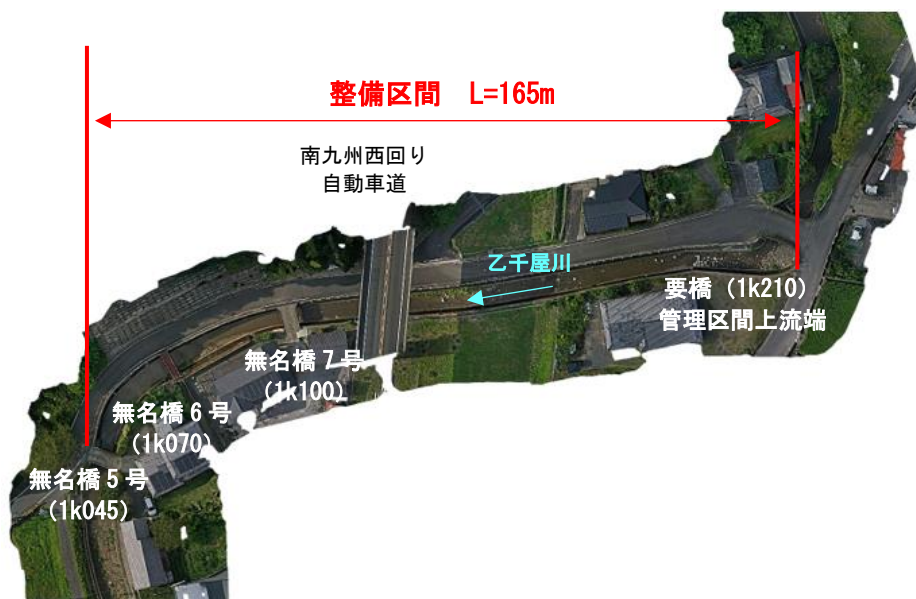 整備区間　L=165m
南九州西回り
自動車道
乙千屋川
要橋（1k210）
管理区間上流端
無名橋７号
（1k100）
無名橋６号
（1k070）
無名橋５号
（1k045）